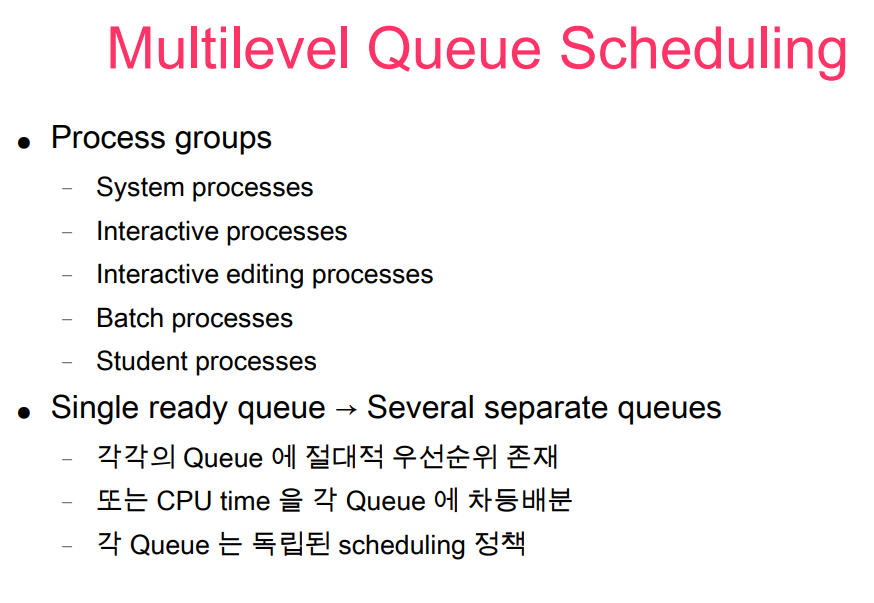 Multilevel Queue Scheduling
● Process groups
– System processes
– Interactive processes
– Interactive editing processes
– Batch processes
– Student processes
● Single ready queue → Several separate queues
– 각각의 Queue 에 절대적 우선순위 존재
– 또는 CPU time 을 각 Queue 에 차등배분
– 각 Queue 는 독립된 scheduling 정책